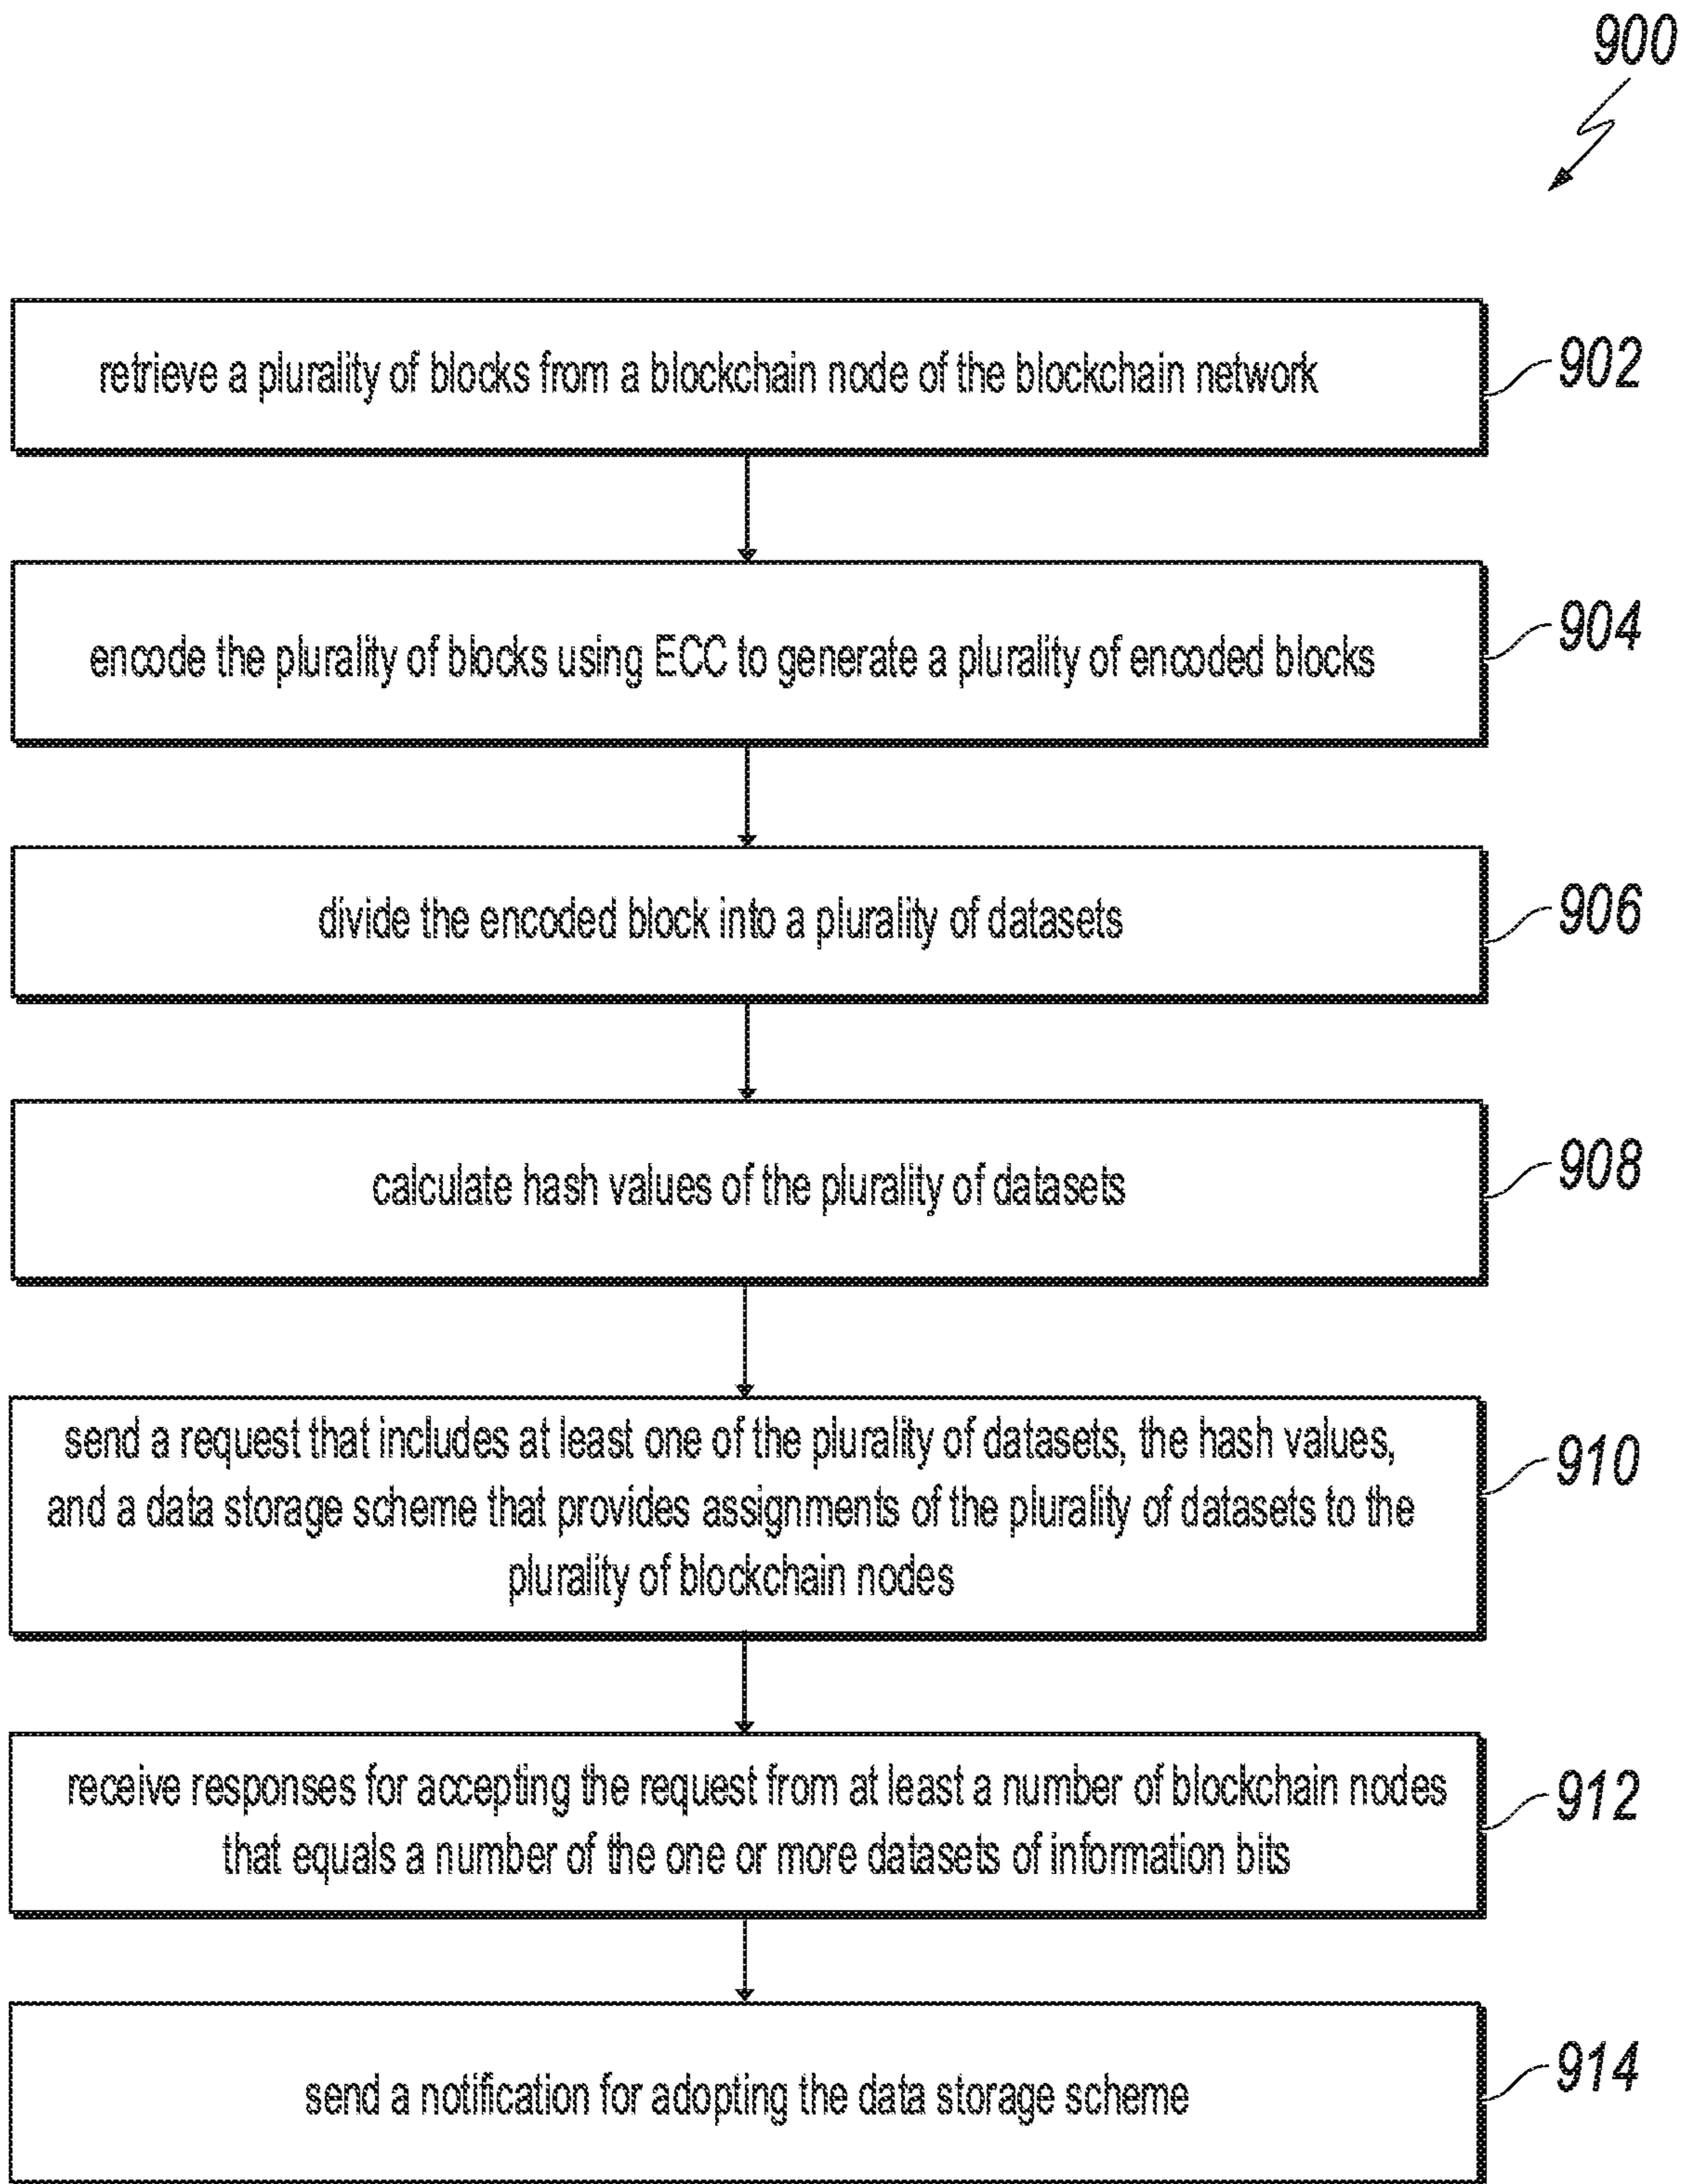 900
retrieve a plurality of blocks from a blockchain node of the blockchain network
902
encode the plurality of blocks using ECC to generate a plurality of encoded blocks
904
divide the encoded block into a plurality of datasets
906
calculate hash values of the plurality of datasets
908
send a request that includes at least one of the plurality of datasets, the hash values,
and a data storage scheme that provides assignments of the plurality of datasets to the
plurality of blockchain nodes
910
receive responses for accepting the request from at least a number of blockchain nodes
that equals a number of the one or more datasets of information bits
912
send a notification for adopting the data storage scheme
914